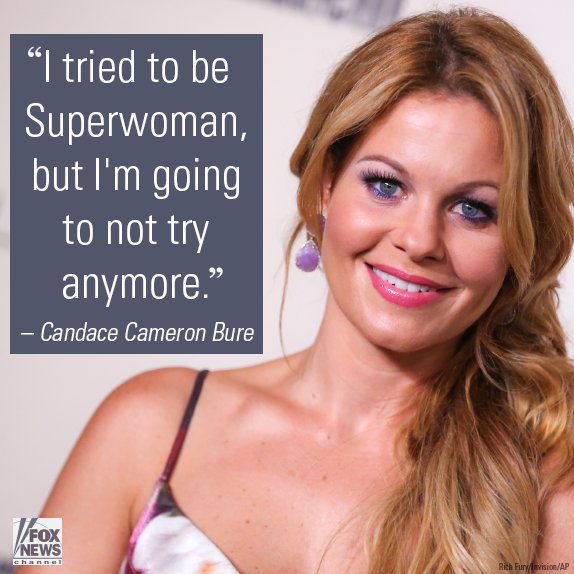 “I tried to be
Superwoman,
but I'm going
to not try
anymore.”
– Candace Cameron Bure
FOX
NEWS
channel
Rich Fury/Invision/AP